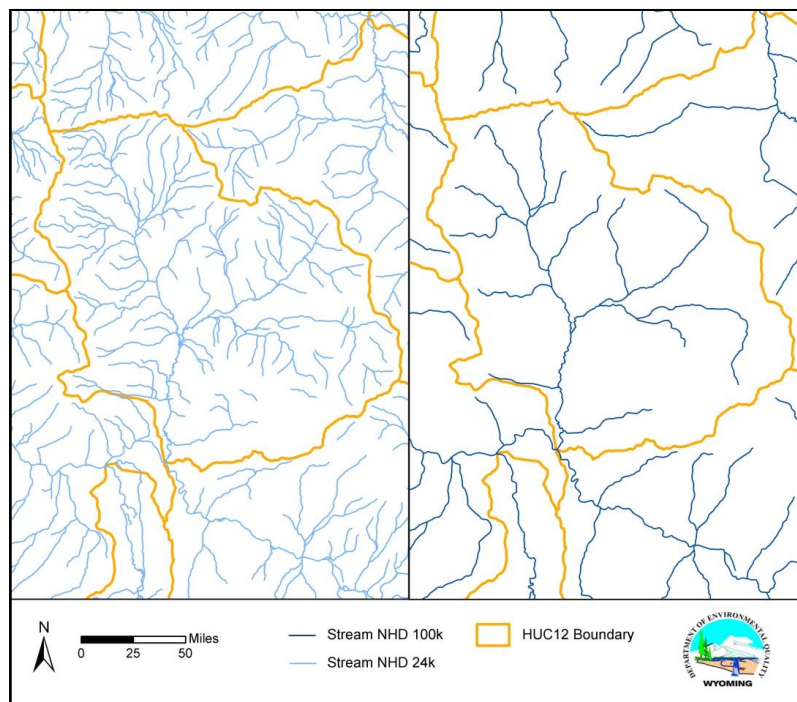 N
Miles
0 25 50
Stream NHD 100k
Stream NHD 24k
HUC12 Boundary
DEPARTMENT OF ENVIRONMENTAL QUALITY
WYOMING